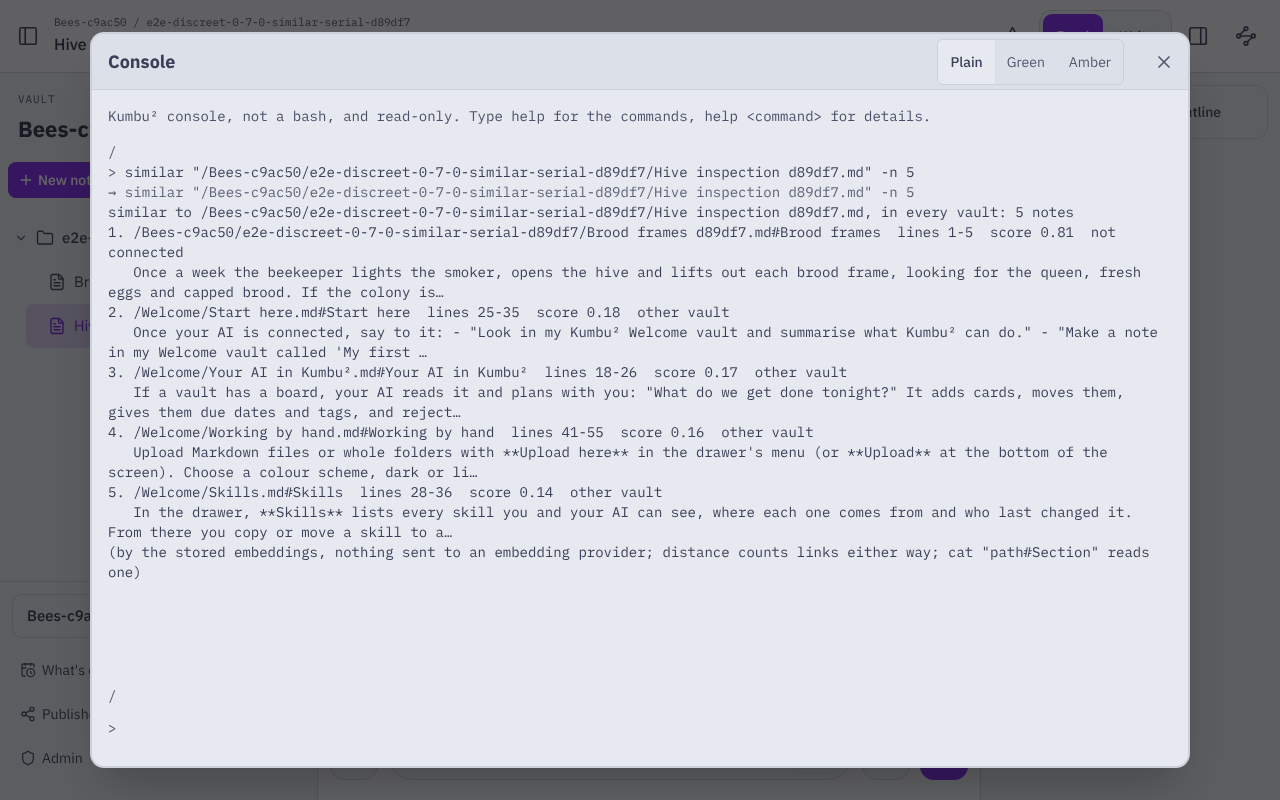 Bees-c9ac50 / e2e-discreet-0-7-0-similar-serial-d89df7
Hive
Console
Plain
Green
Amber
VAULT
Bees-c
New not
e2e-
Br
Hi
tline
Kumbu² console, not a bash, and read-only. Type help for the commands, help <command> for details.
/
> similar "/Bees-c9ac50/e2e-discreet-0-7-0-similar-serial-d89df7/Hive inspection d89df7.md" -n 5
→ similar "/Bees-c9ac50/e2e-discreet-0-7-0-similar-serial-d89df7/Hive inspection d89df7.md" -n 5
similar to /Bees-c9ac50/e2e-discreet-0-7-0-similar-serial-d89df7/Hive inspection d89df7.md, in every vault: 5 notes
1. /Bees-c9ac50/e2e-discreet-0-7-0-similar-serial-d89df7/Brood frames d89df7.md#Brood frames  lines 1-5  score 0.81  not
connected
Once a week the beekeeper lights the smoker, opens the hive and lifts out each brood frame, looking for the queen, fresh
eggs and capped brood. If the colony is…
2. /Welcome/Start here.md#Start here  lines 25-35  score 0.18  other vault
Once your AI is connected, say to it: - "Look in my Kumbu² Welcome vault and summarise what Kumbu² can do." - "Make a note
in my Welcome vault called 'My first …
3. /Welcome/Your AI in Kumbu².md#Your AI in Kumbu²  lines 18-26  score 0.17  other vault
If a vault has a board, your AI reads it and plans with you: "What do we get done tonight?" It adds cards, moves them,
gives them due dates and tags, and reject…
4. /Welcome/Working by hand.md#Working by hand  lines 41-55  score 0.16  other vault
Upload Markdown files or whole folders with **Upload here** in the drawer's menu (or **Upload** at the bottom of the
screen). Choose a colour scheme, dark or li…
5. /Welcome/Skills.md#Skills  lines 28-36  score 0.14  other vault
In the drawer, **Skills** lists every skill you and your AI can see, where each one comes from and who last changed it.
From there you copy or move a skill to a…
(by the stored embeddings, nothing sent to an embedding provider; distance counts links either way; cat "path#Section" reads
one)
/
>
Bees-c9a
What's
Publish
Admin